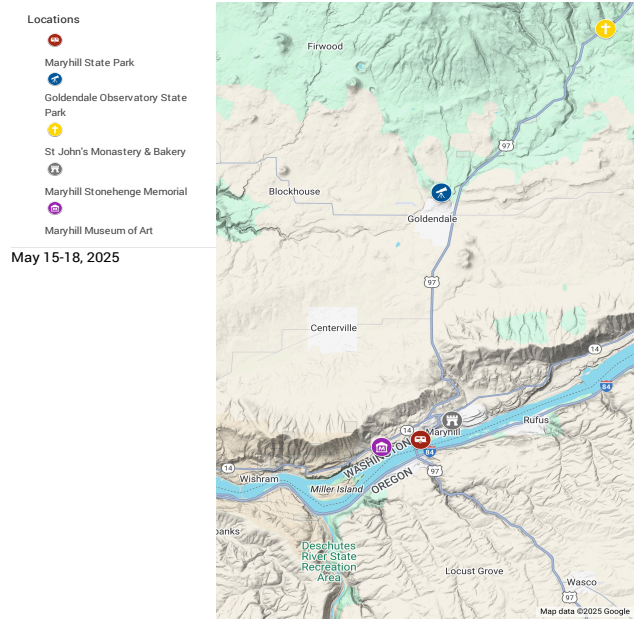 Locations
Maryhill State Park
Goldendale Observatory State
Park
St John's Monastery & Bakery
Maryhill Stonehenge Memorial
Maryhill Museum of Art
May 15-18, 2025
Firwood
97
Blockhouse
Goldendale
97
Centerville
14
84
Rufus
14
Maryhill
WASHINGTON
84
OREGON
97
14
Wishram
Miller Island
banks
Deschutes
River State
Recreation
Area
Locust Grove
Wasco
97
Map data ©2025 Google